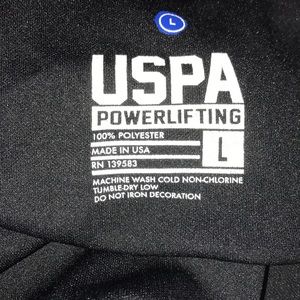 L
USPA
POWERLIFTING
100% POLYESTER
MADE IN USA
RN 139583
L
MACHINE WASH COLD NON-CHLORINE
TUMBLE-DRY LOW
DO NOT IRON DECORATION